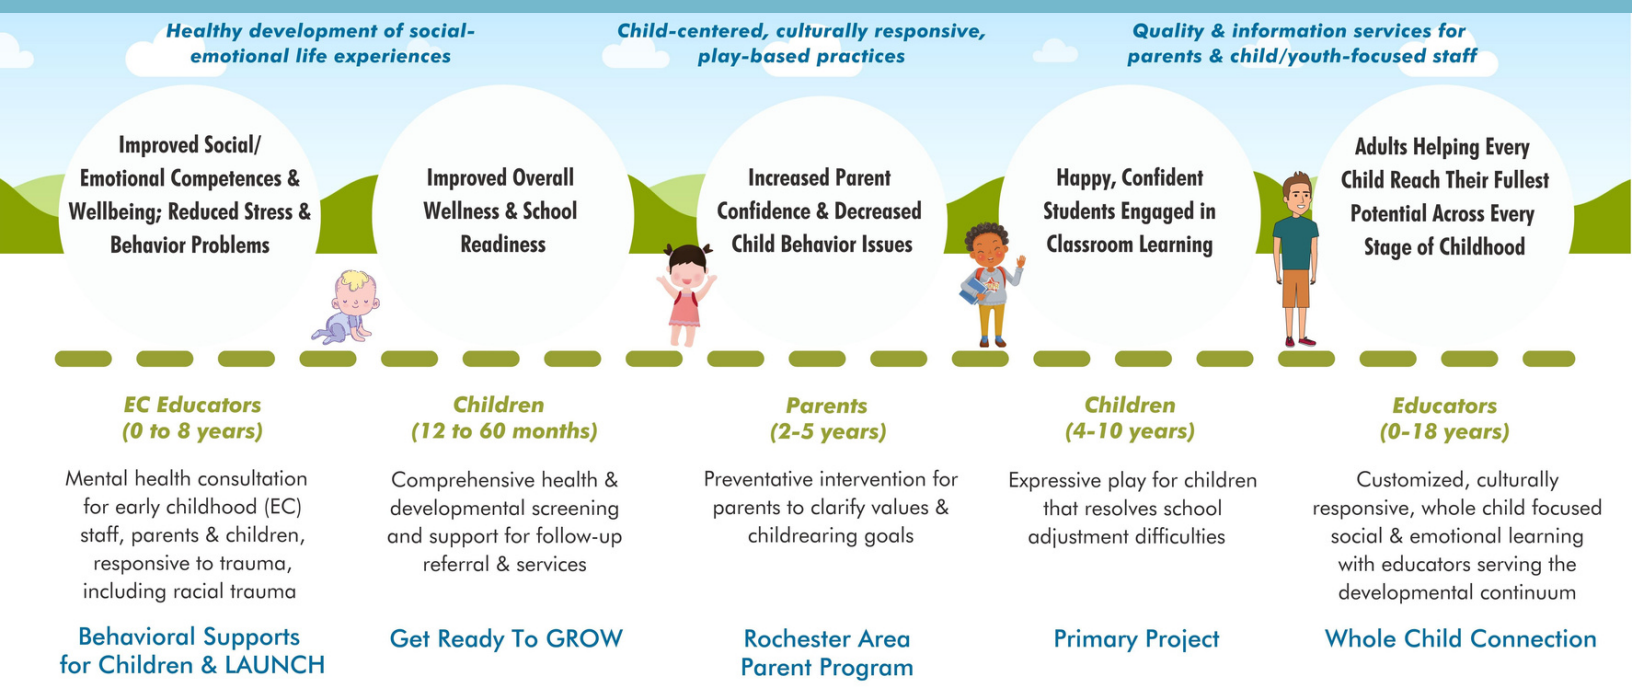 Healthy development of social-
emotional life experiences
Child-centered, culturally responsive,
play-based practices
Quality & information services for
parents & child/youth-focused staff
Improved Social/
Emotional Competences &
Wellbeing; Reduced Stress &
Behavior Problems
Improved Overall
Wellness & School
Readiness
Increased Parent
Confidence & Decreased
Child Behavior Issues
Happy, Confident
Students Engaged in
Classroom Learning
Adults Helping Every
Child Reach Their Fullest
Potential Across Every
Stage of Childhood
EC Educators
(0 to 8 years)
Mental health consultation
for early childhood (EC)
staff, parents & children,
responsive to trauma,
including racial trauma
Behavioral Supports
for Children & LAUNCH
Children
(12 to 60 months)
Comprehensive health &
developmental screening
and support for follow-up
referral & services
Get Ready To GROW
Parents
(2-5 years)
Preventative intervention for
parents to clarify values &
childrearing goals
Rochester Area
Parent Program
Children
(4-10 years)
Expressive play for children
that resolves school
adjustment difficulties
Primary Project
Educators
(0-18 years)
Customized, culturally
responsive, whole child focused
social & emotional learning
with educators serving the
developmental continuum
Whole Child Connection